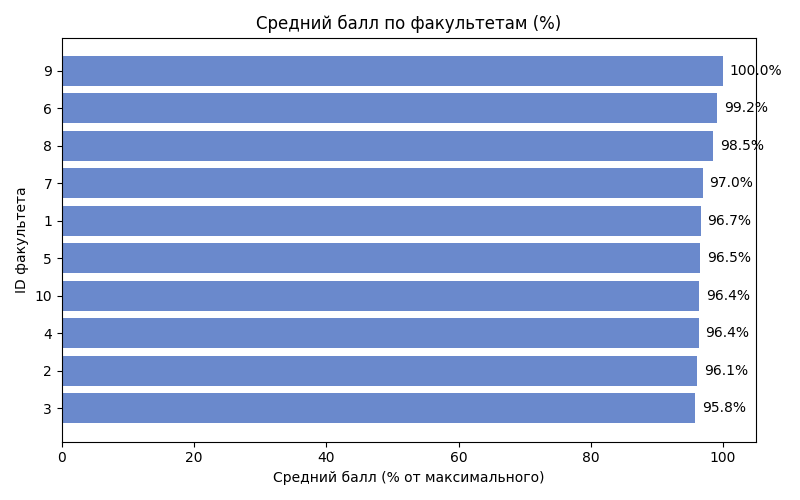 Средний балл по факультетам (%)
ID факультета
9 100.0%
6 99.2%
8 98.5%
7 97.0%
1 96.7%
5 96.5%
10 96.4%
4 96.4%
2 96.1%
3 95.8%
0 20 40 60 80 100
Средний балл (% от максимального)